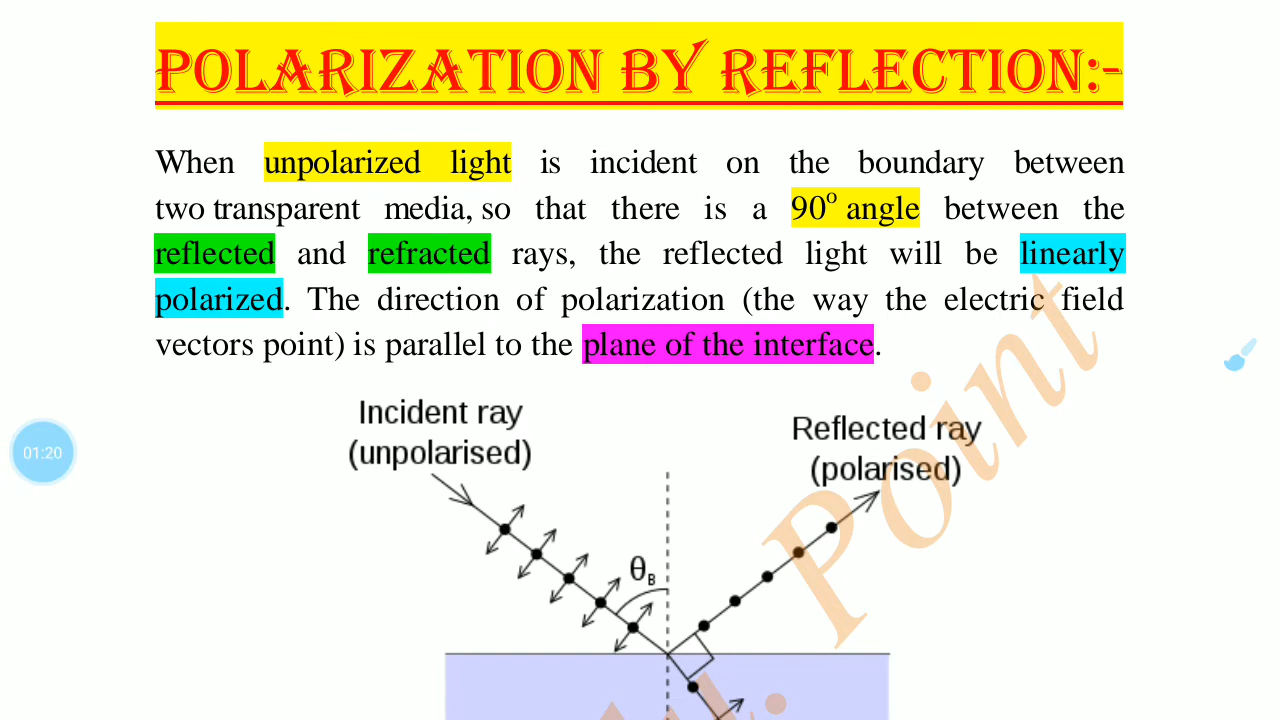 POLARIZATION BY REFLECTION:-
When unpolarized light is incident on the boundary between
two transparent media, so that there is a 90° angle between the
reflected and refracted rays, the reflected light will be linearly
polarized. The direction of polarization (the way the electric field
vectors point) is parallel to the plane of the interface.
Incident ray
(unpolarised)
Reflected ray
(polarised)
01:20
θB
Point